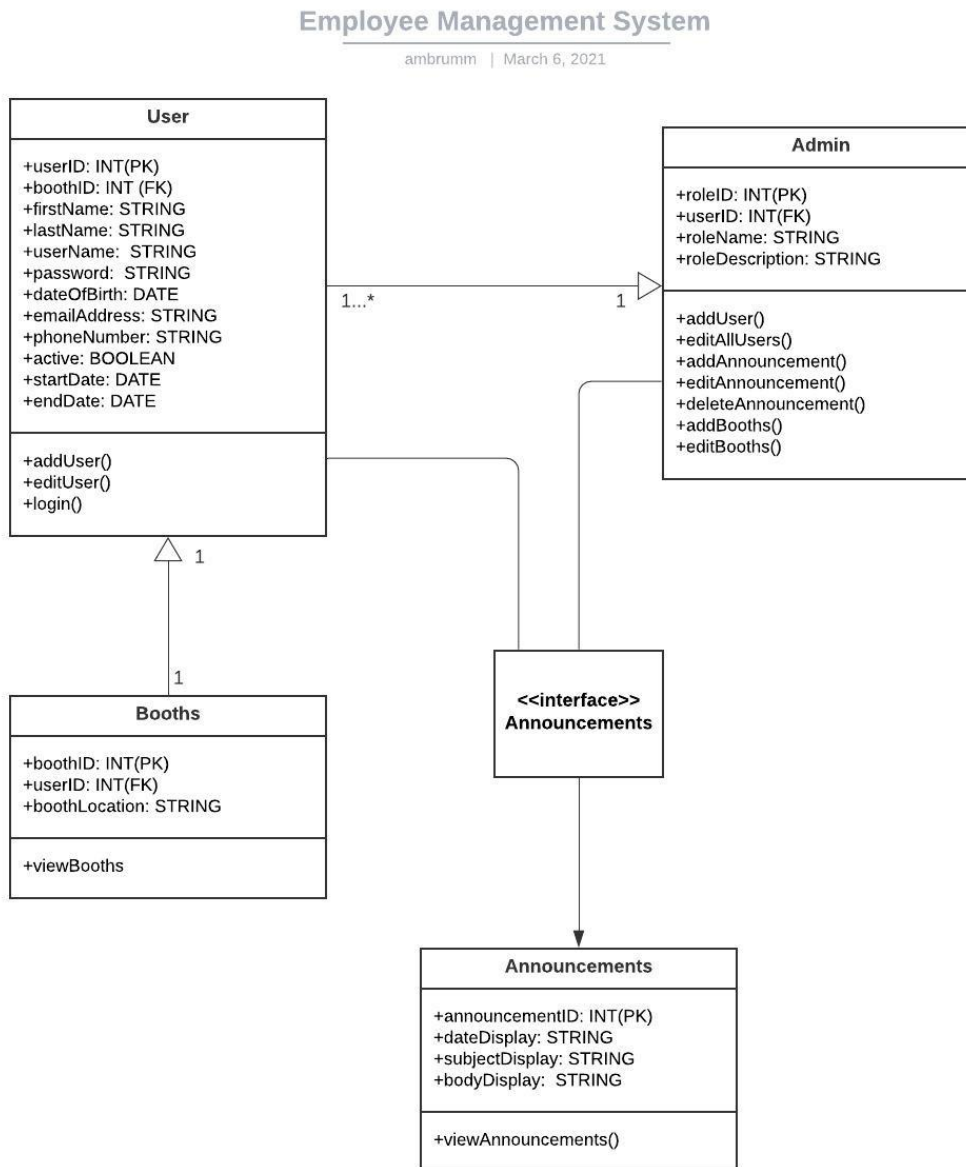 Employee Management System
ambrumm | March 6, 2021
User
+userID: INT(PK)
+boothID: INT (FK)
+firstName: STRING
+lastName: STRING
+userName:  STRING
+password:  STRING
+dateOfBirth: DATE
+emailAddress: STRING
+phoneNumber: STRING
+active: BOOLEAN
+startDate: DATE
+endDate: DATE
+addUser()
+editUser()
+login()
1...*
1
Admin
+roleID: INT(PK)
+userID: INT(FK)
+roleName: STRING
+roleDescription: STRING
+addUser()
+editAllUsers()
+addAnnouncement()
+editAnnouncement()
+deleteAnnouncement()
+addBooths()
+editBooths()
1
1
Booths
+boothID: INT(PK)
+userID: INT(FK)
+boothLocation: STRING
+viewBooths
<<interface>>
Announcements
Announcements
+announcementID: INT(PK)
+dateDisplay: STRING
+subjectDisplay: STRING
+bodyDisplay:  STRING
+viewAnnouncements()